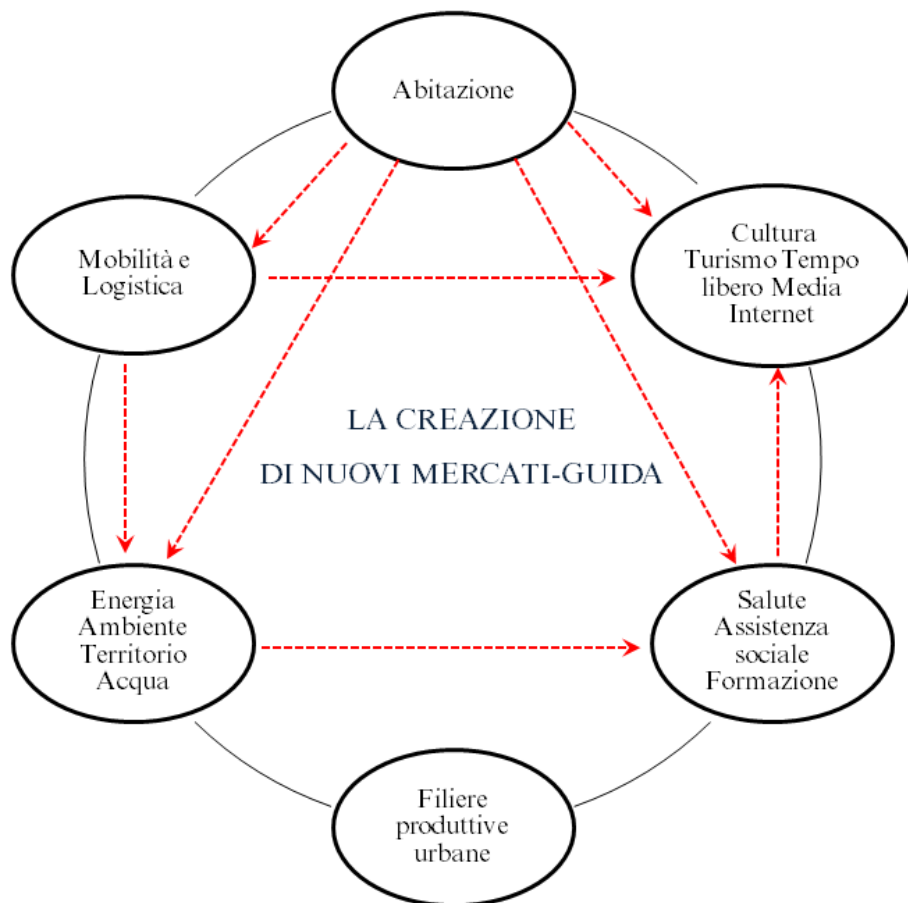 Abitazione
Mobilità e
Logistica
Cultura
Turismo Tempo
libero Media
Internet
LA CREAZIONE
DI NUOVI MERCATI-GUIDA
Energia
Ambiente
Territorio
Acqua
Salute
Assistenza
sociale
Formazione
Filiere
produttive
urbane